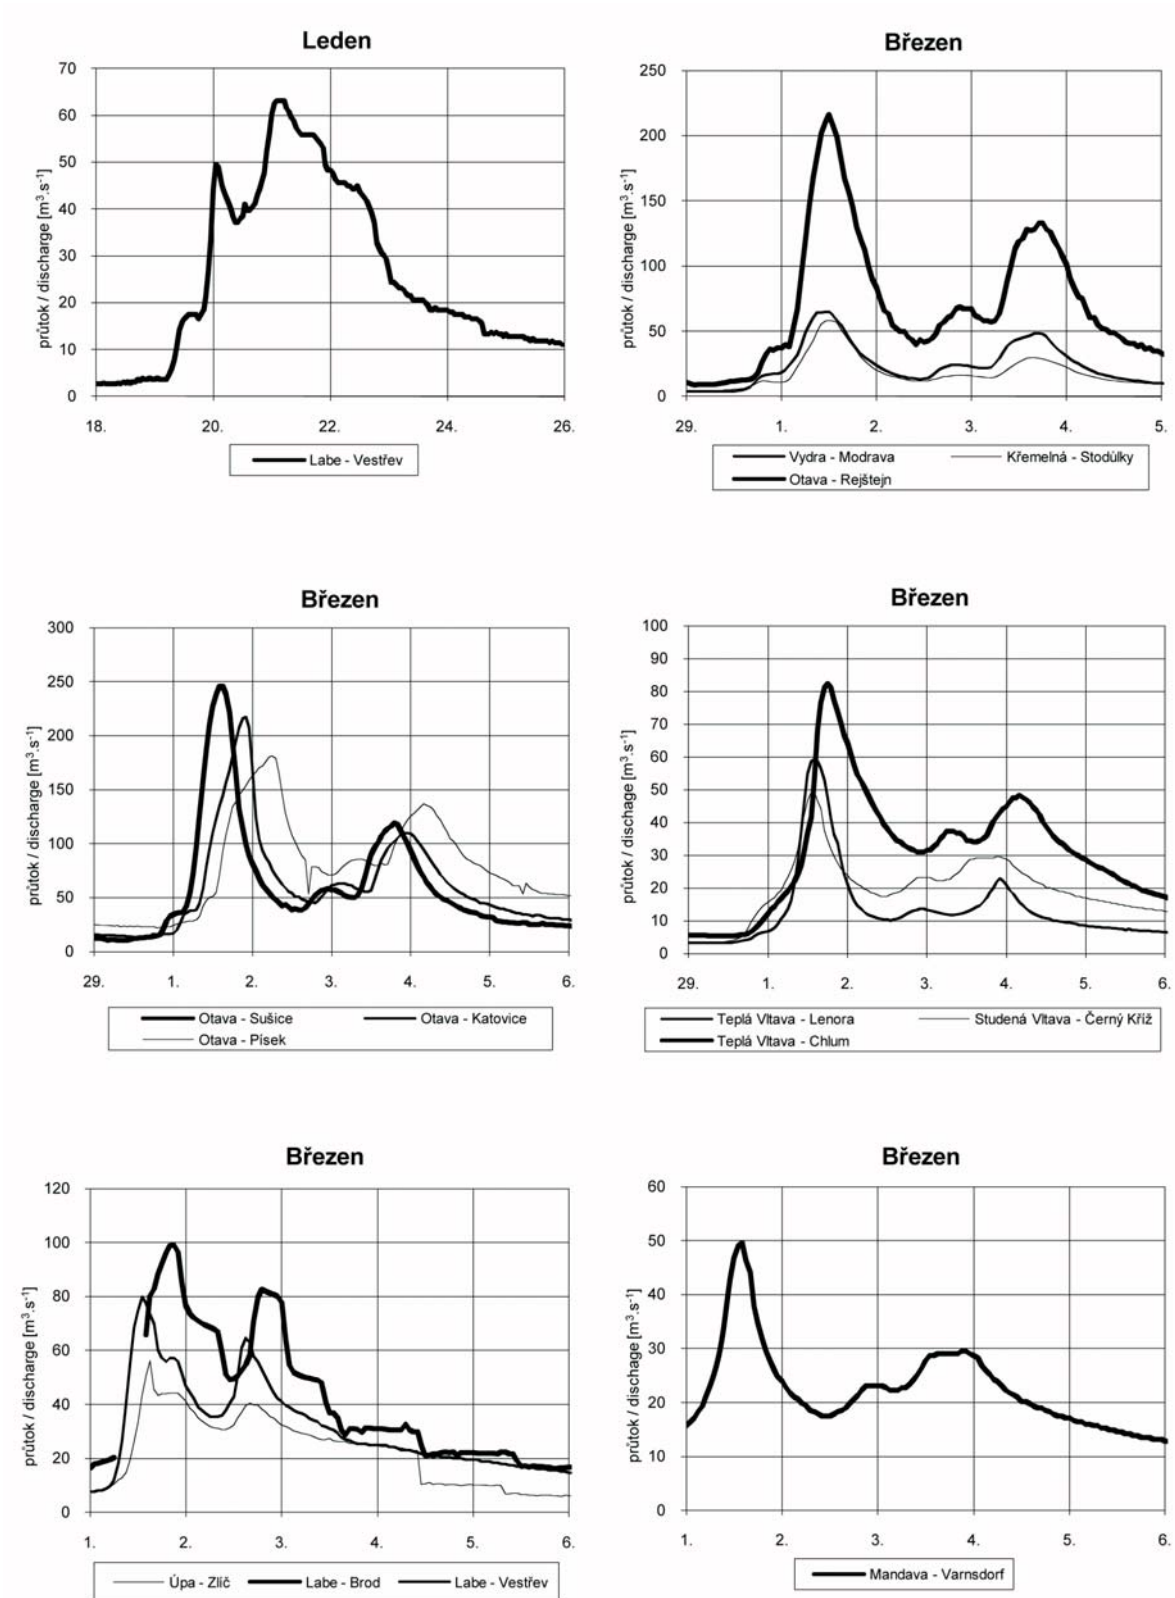 Leden
průtok / discharge [m³.s⁻¹]
70
60
50
40
30
20
10
0
18. 20. 22. 24. 26.
Labe - Vestřev
Březen
průtok / discharge [m³.s⁻¹]
250
200
150
100
50
0
29. 1. 2. 3. 4. 5.
Vydra - Modrava Křemelná - Stodůlky
Otava - Rejštejn
Březen
průtok / discharge [m³.s⁻¹]
300
250
200
150
100
50
0
29. 1. 2. 3. 4. 5. 6.
Otava - Sušice Otava - Katovice
Otava - Písek
Březen
průtok / dischage [m³.s⁻¹]
100
90
80
70
60
50
40
30
20
10
0
29. 1. 2. 3. 4. 5. 6.
Teplá Vltava - Lenora Studená Vltava - Černý Kříž
Teplá Vltava - Chlum
Březen
průtok / discharge [m³.s⁻¹]
120
100
80
60
40
20
0
1. 2. 3. 4. 5. 6.
Úpa - Zlíč Labe - Brod Labe - Vestřev
Březen
průtok / dischage [m³.s⁻¹]
60
50
40
30
20
10
0
1. 2. 3. 4. 5. 6.
Mandava - Varnsdorf